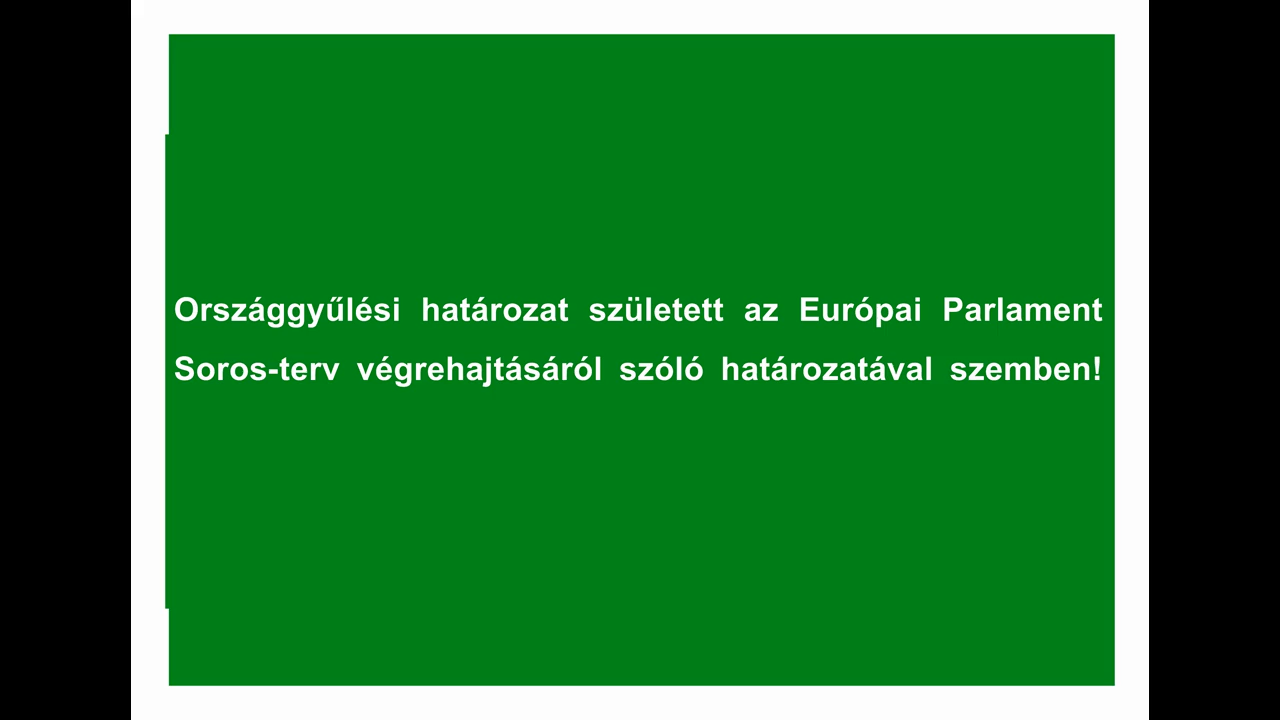 Országgyűlési határozat született az Európai Parlament
Soros-terv végrehajtásáról szóló határozatával szemben!